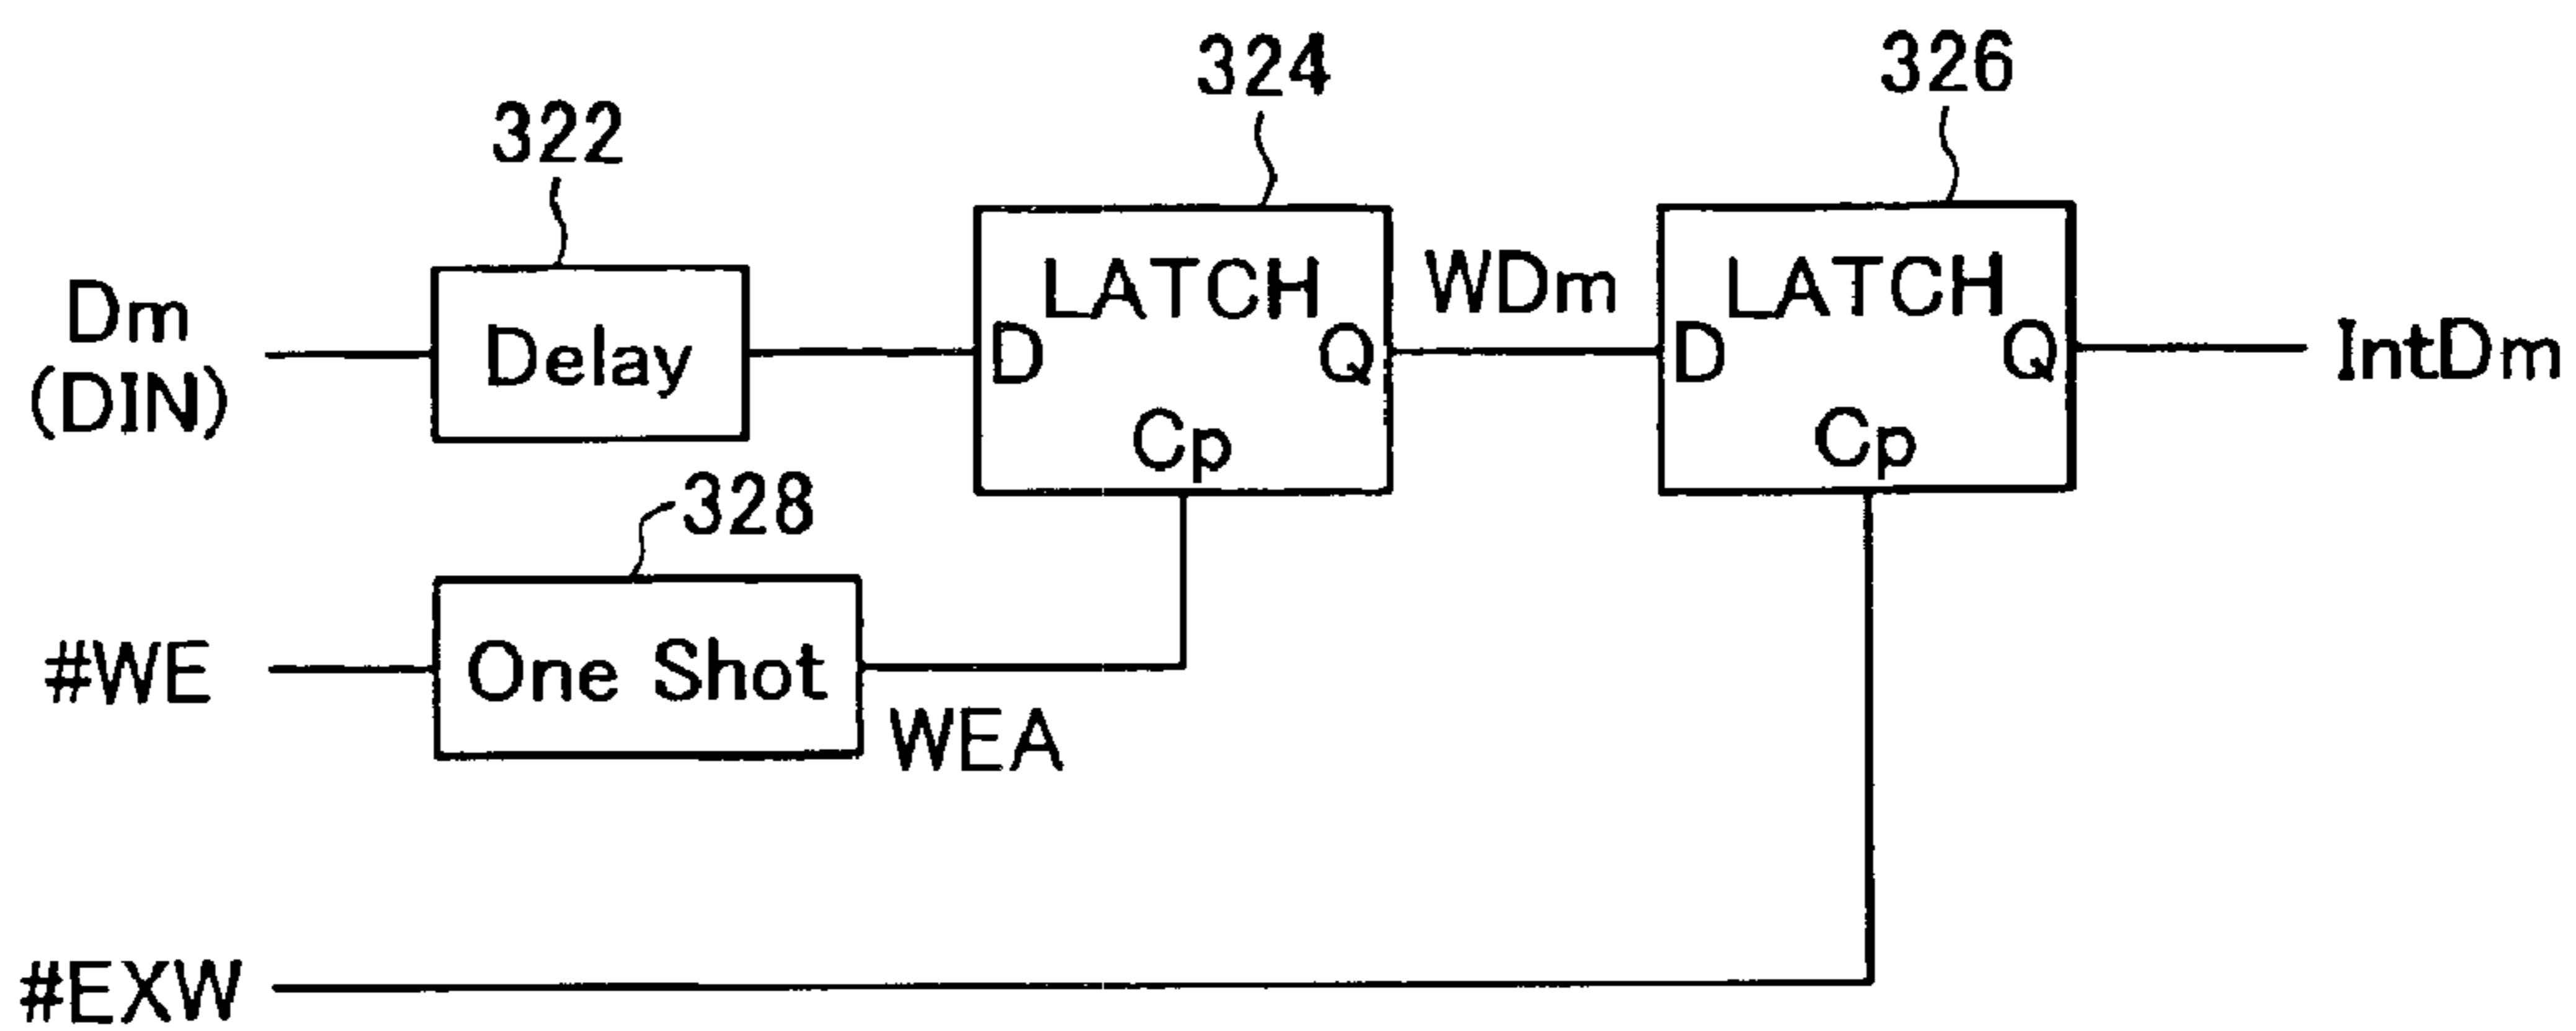 324
326
322
LATCH
WDm
LATCH
Dm
(DIN)
Delay
D
Q
D
Q
IntDm
Cp
Cp
328
#WE
One Shot
WEA
#EXW